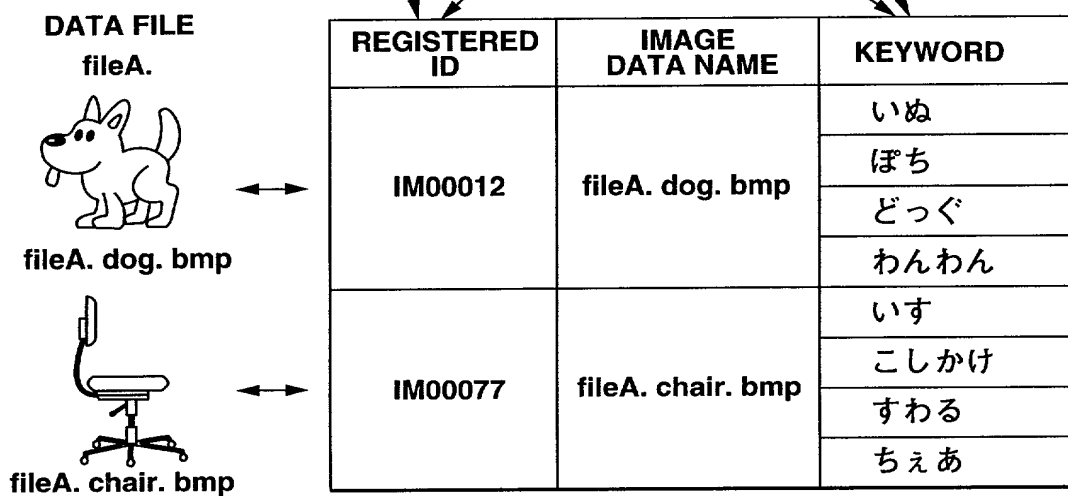 DATA FILE
fileA.
fileA. dog. bmp
fileA. chair. bmp
REGISTERED ID
IMAGE DATA NAME
KEYWORD
IM00012
fileA. dog. bmp
いぬ
ぽち
どっぐ
わんわん
IM00077
fileA. chair. bmp
いす
こしかけ
すわる
ちぇあ